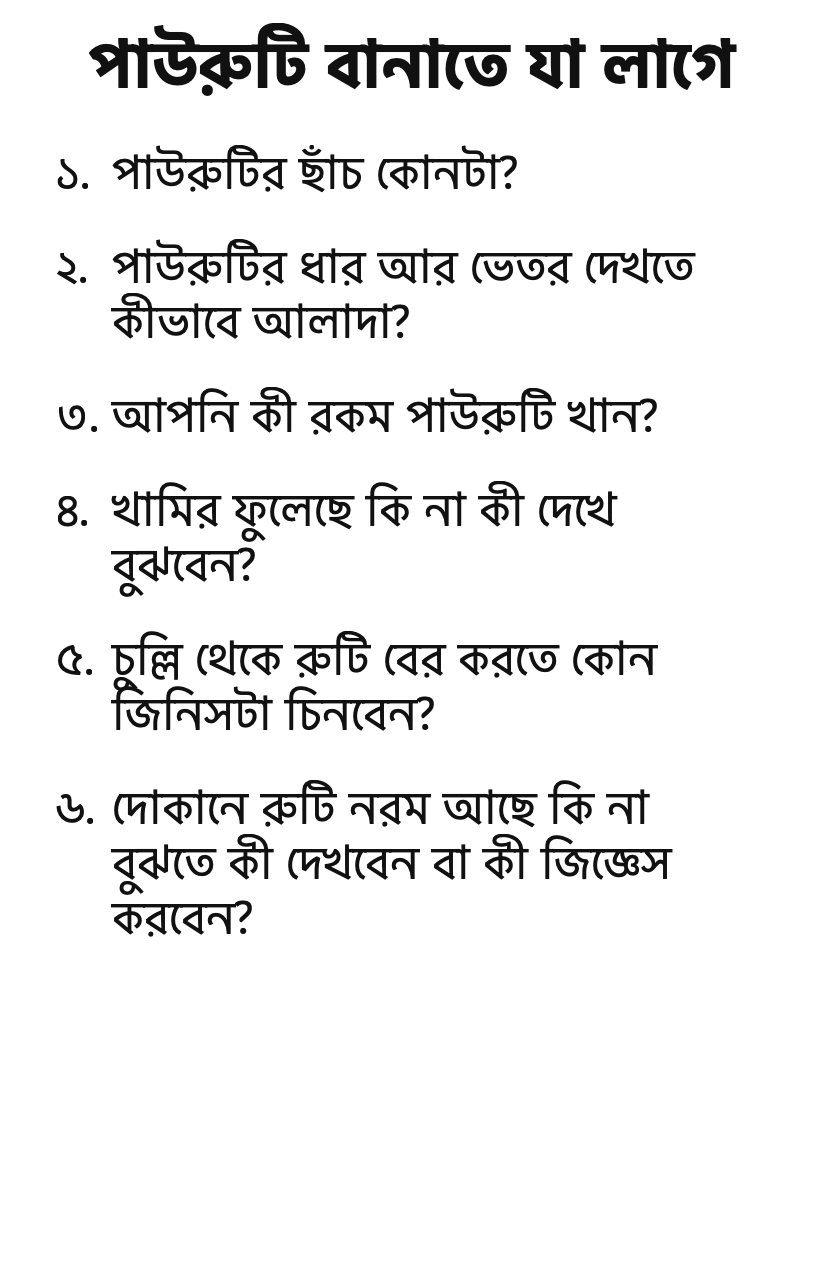 পাউরুটি বানাতে যা লাগে
১. পাউরুটির ছাঁচ কোনটা?
২. পাউরুটির ধার আর ভেতর দেখতে
কীভাবে আলাদা?
৩. আপনি কী রকম পাউরুটি খান?
৪. খামির ফুলেছে কি না কী দেখে
বুঝবেন?
৫. চুল্লি থেকে রুটি বের করতে কোন
জিনিসটা চিনবেন?
৬. দোকানে রুটি নরম আছে কি না
বুঝতে কী দেখবেন বা কী জিজ্ঞেস
করবেন?